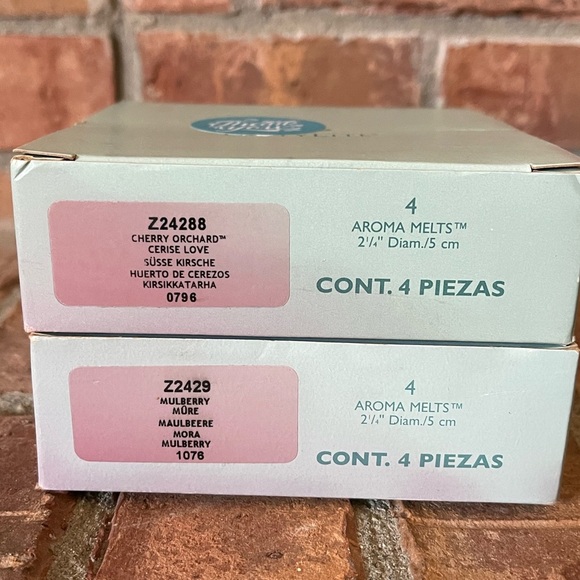 Z24288
CHERRY ORCHARD™
CERISE LOVE
SÜSSE KIRSCHE
HUERTO DE CEREZOS
KIRSIKKATARHA
0796
4
AROMA MELTS™
2¼" Diam./5 cm
CONT. 4 PIEZAS
Z2429
MULBERRY
MÛRE
MAULBEERE
MORA
MULBERRY
1076
4
AROMA MELTS™
2¼" Diam./5 cm
CONT. 4 PIEZAS